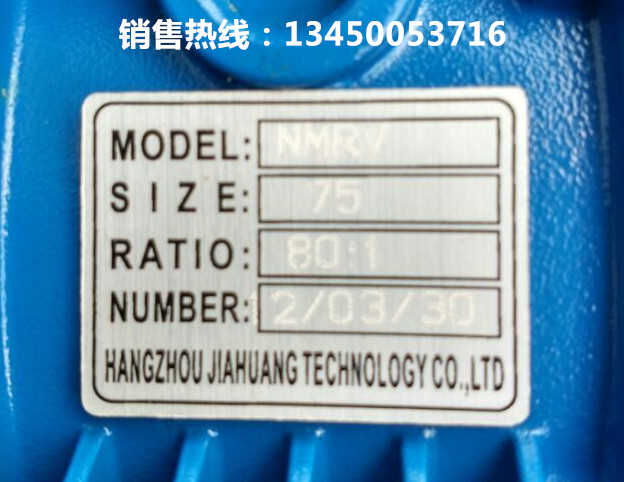 销售热线：13450053716
MODEL: NMRV
SIZE: 75
RATIO: 80:1
NUMBER: 12/03/30
HANGZHOU JIAHUANG TECHNOLOGY CO.,LTD